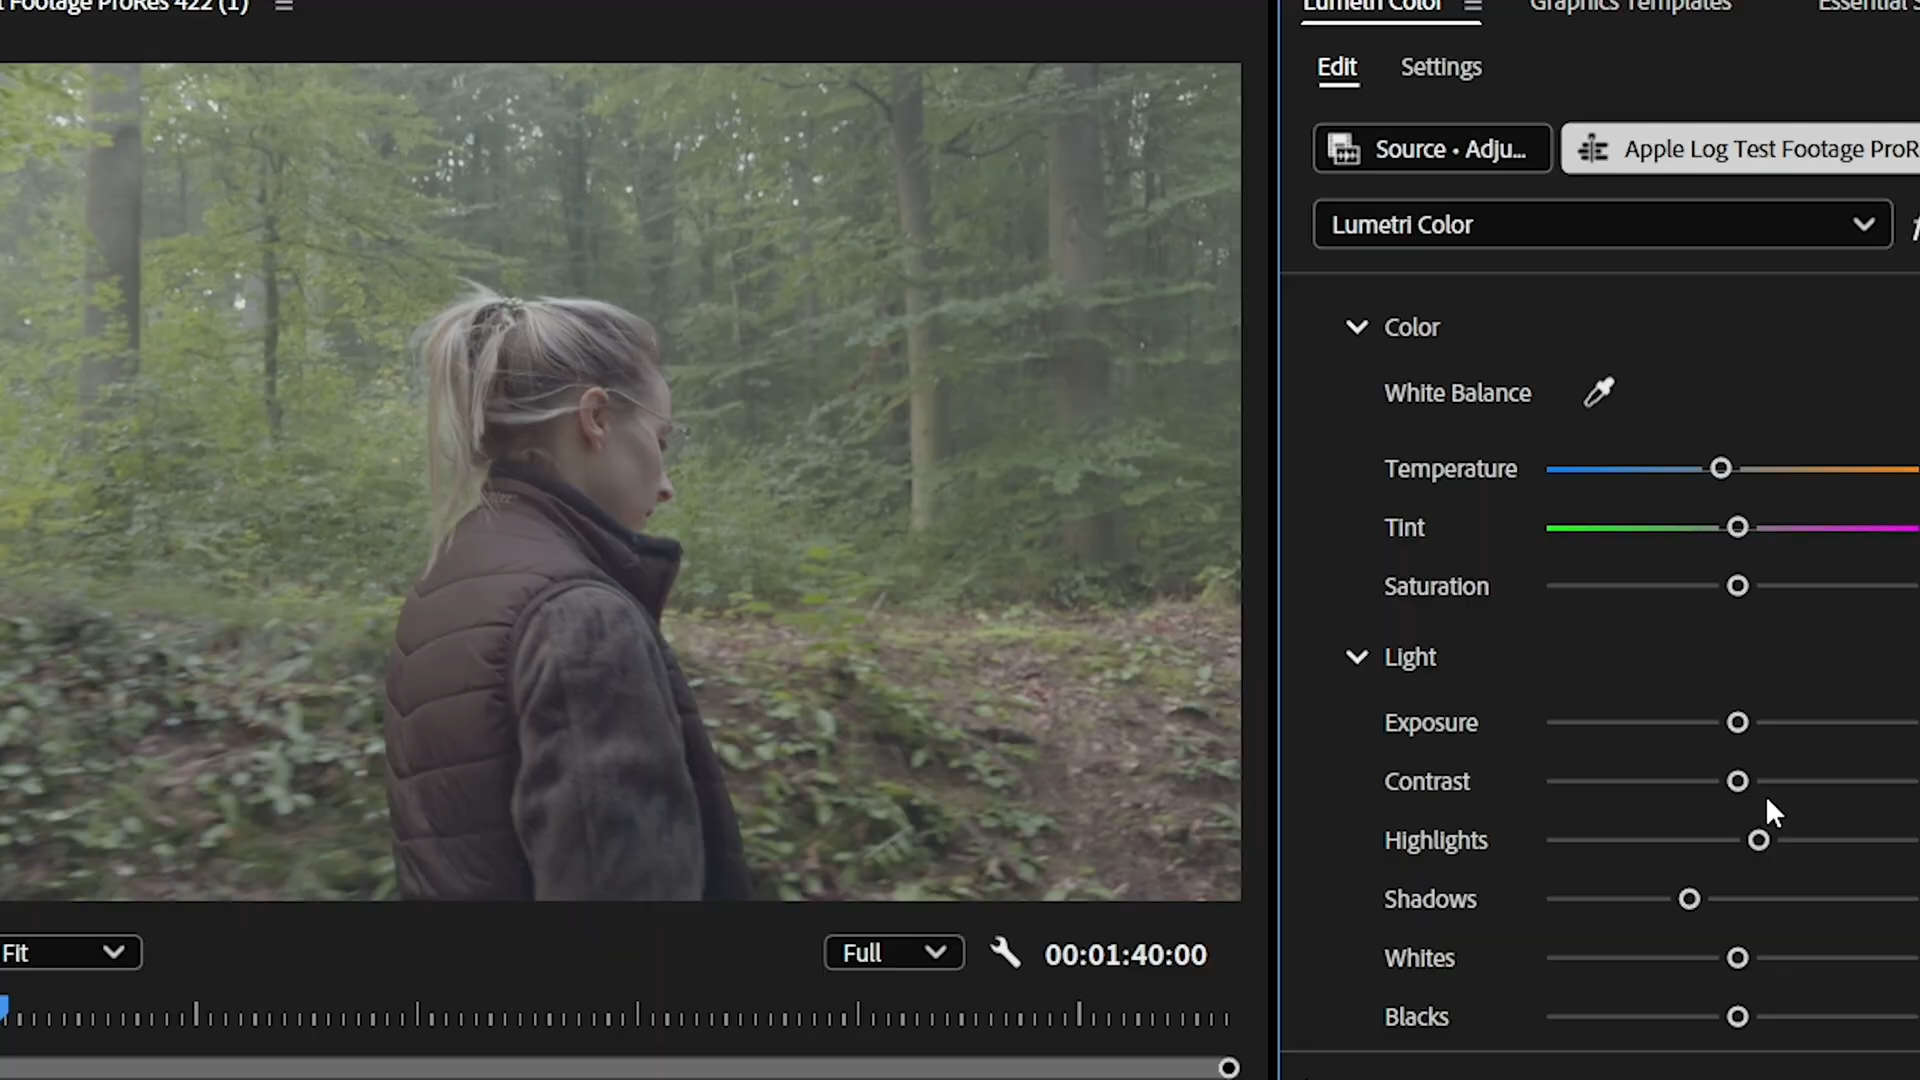 Footage ProRes 422 (1)
Lumetri Color
Graphics Templates
Essential S
Edit
Settings
Source • Adju...
Apple Log Test Footage ProR
Lumetri Color
Color
White Balance
Temperature
Tint
Saturation
Light
Exposure
Contrast
Highlights
Shadows
Whites
Blacks
Fit
Full
00:01:40:00